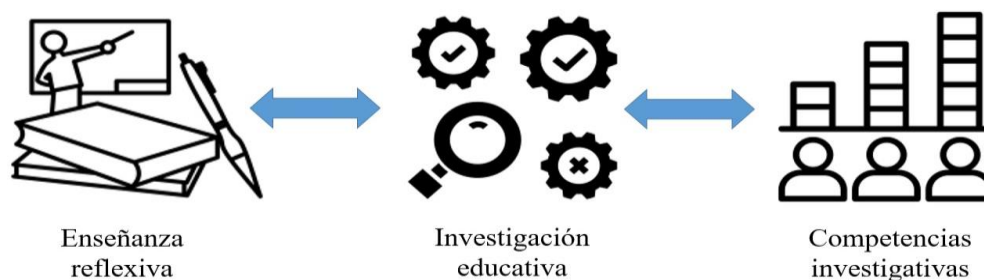 Enseñanza
reflexiva
Investigación
educativa
Competencias
investigativas